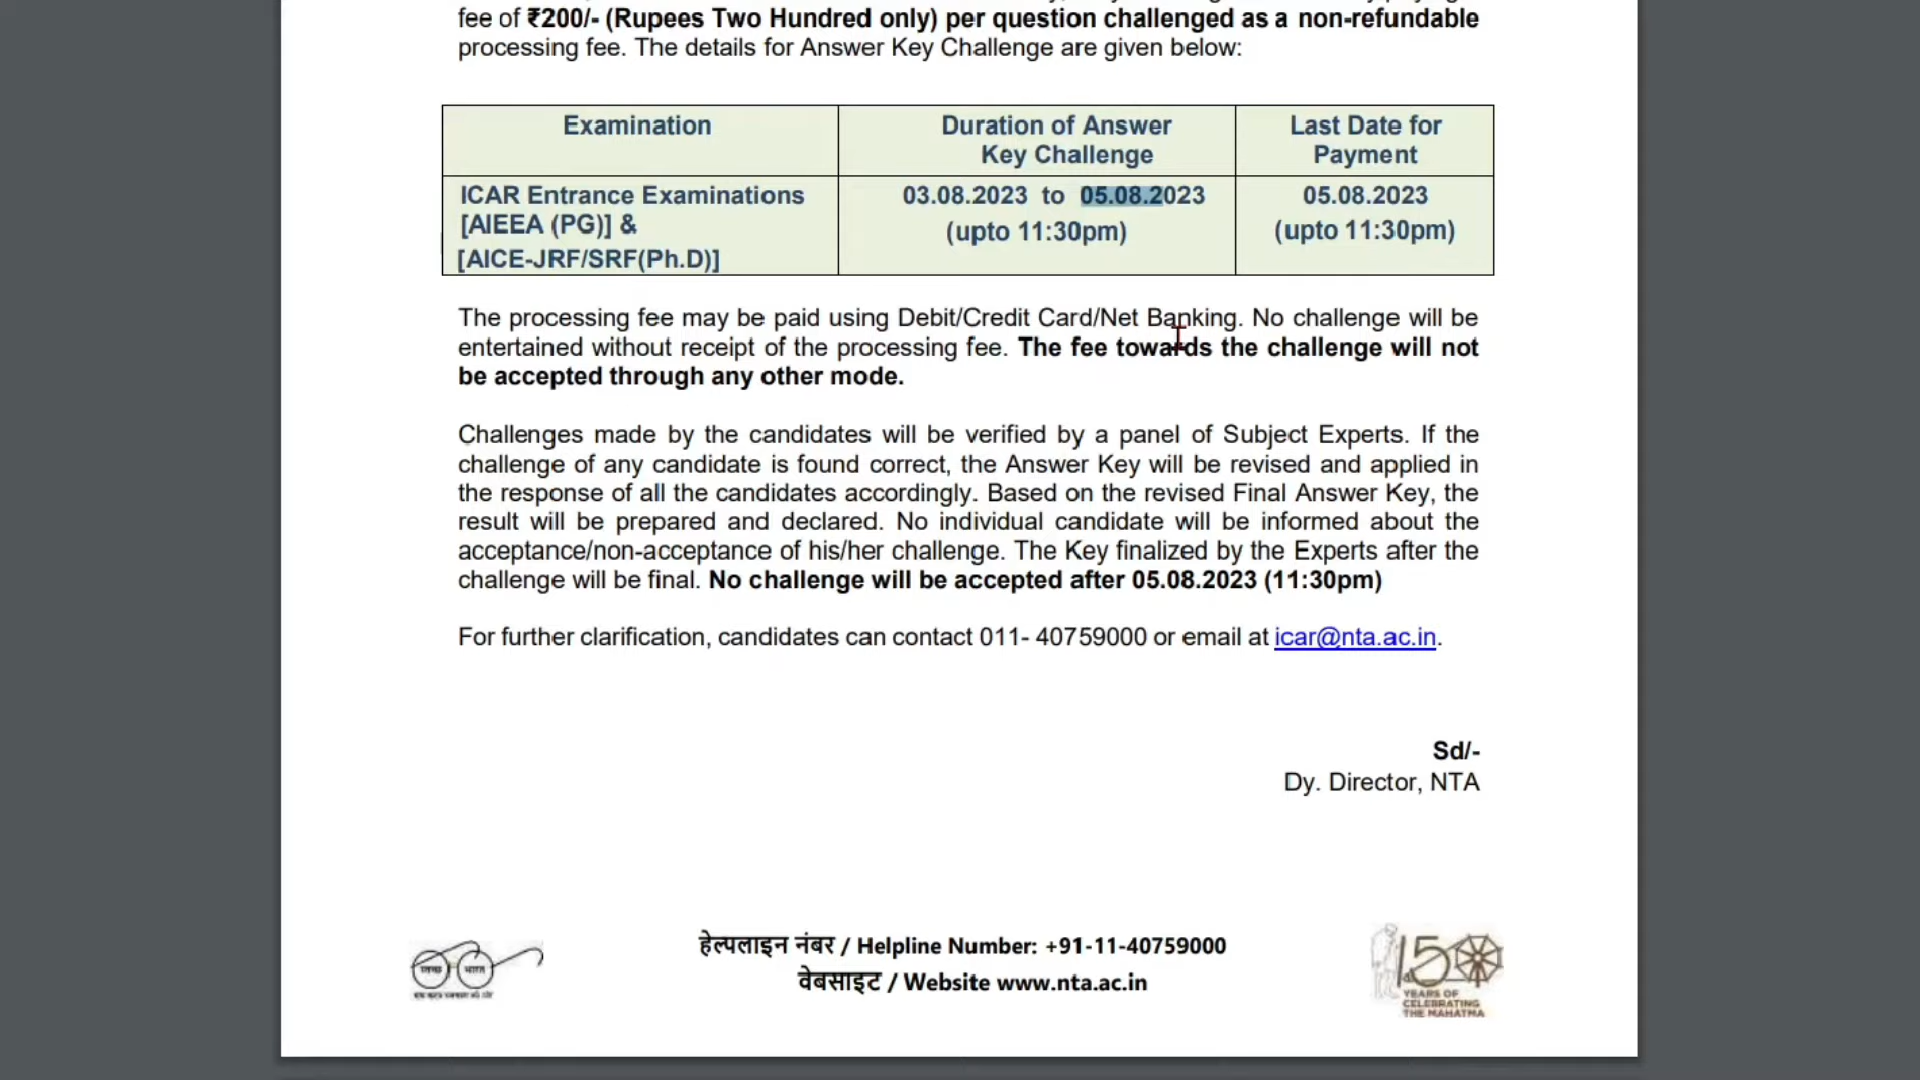 fee of ₹200/- (Rupees Two Hundred only) per question challenged as a non-refundable
processing fee. The details for Answer Key Challenge are given below:
Examination
Duration of Answer
Key Challenge
Last Date for
Payment
ICAR Entrance Examinations
[AIEEA (PG)] &
[AICE-JRF/SRF(Ph.D)]
03.08.2023 to 05.08.2023
(upto 11:30pm)
05.08.2023
(upto 11:30pm)
The processing fee may be paid using Debit/Credit Card/Net Banking. No challenge will be
entertained without receipt of the processing fee. The fee towards the challenge will not
be accepted through any other mode.
Challenges made by the candidates will be verified by a panel of Subject Experts. If the
challenge of any candidate is found correct, the Answer Key will be revised and applied in
the response of all the candidates accordingly. Based on the revised Final Answer Key, the
result will be prepared and declared. No individual candidate will be informed about the
acceptance/non-acceptance of his/her challenge. The Key finalized by the Experts after the
challenge will be final. No challenge will be accepted after 05.08.2023 (11:30pm)
For further clarification, candidates can contact 011- 40759000 or email at icar@nta.ac.in.
Sd/-
Dy. Director, NTA
हेल्पलाइन नंबर / Helpline Number: +91-11-40759000
वेबसाइट / Website www.nta.ac.in
स्वच्छ भारत
150
YEARS OF
CELEBRATING
THE MAHATMA